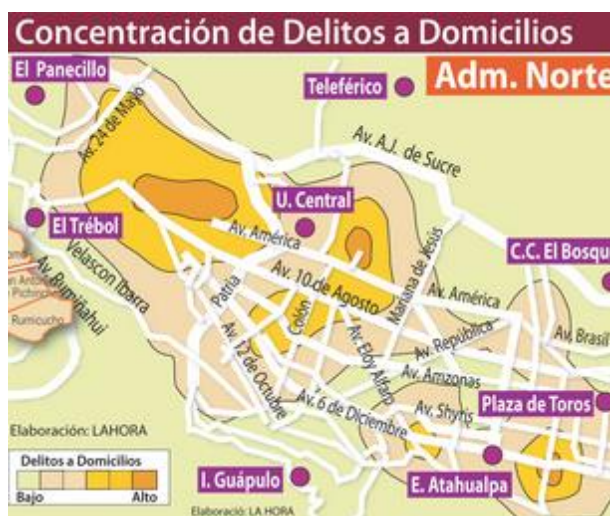 Concentración de Delitos a Domicilios
Adm. Norte
El Panecillo
Teleférico
Av. 24 de Mayo
Av. A.J. de Sucre
U. Central
El Trébol
Av. América
C.C. El Bosque
Velascon Ibarra
Av. Rumiñahui
Rumicucho
Patria
Av. 10 de Agosto
Colón
Mariana de Jesús
Av. América
Av. República
Av. Brasil
Av. 12 de Octubre
Av. Eloy Alfaro
Av. Amzonas
Av. Shyris
Plaza de Toros
Av. 6 de Diciembre
Elaboración: LAHORA
Delitos a Domicilios
Bajo Alto
I. Guápulo
E. Atahualpa
Elaboració: LA HORA